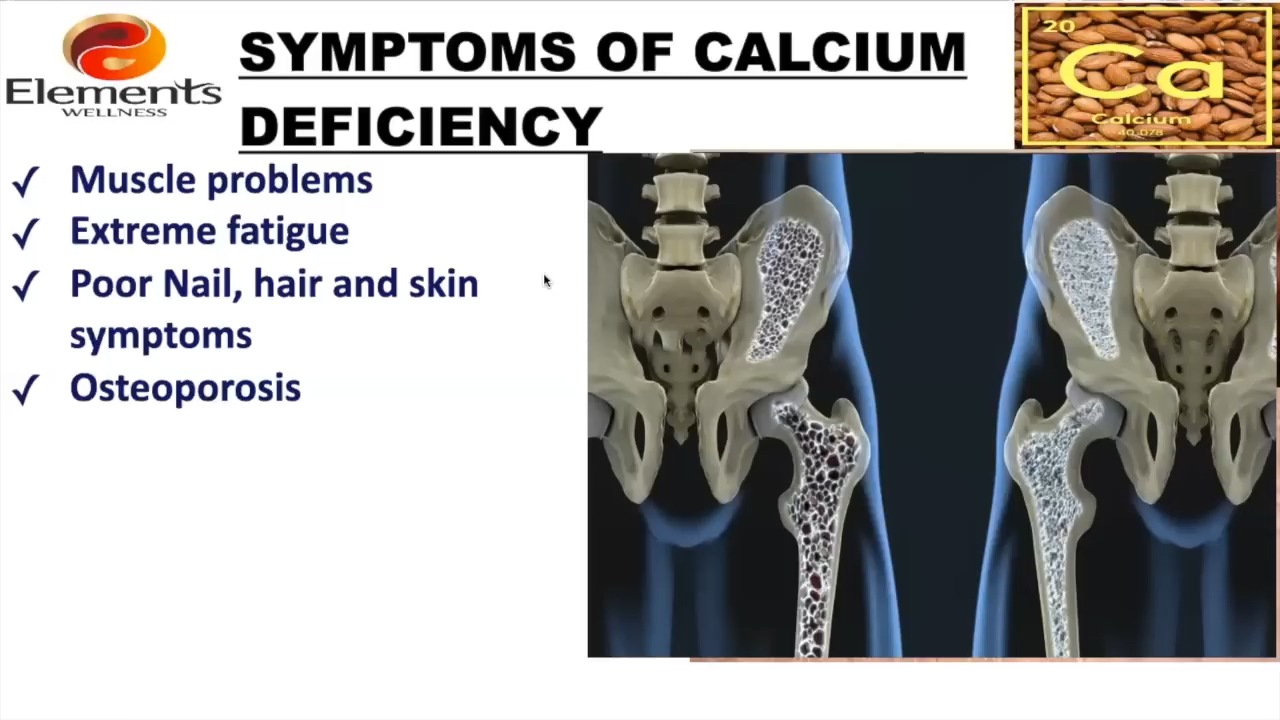 Elements
WELLNESS
SYMPTOMS OF CALCIUM
DEFICIENCY
20
Ca
Calcium
40.078
✓ Muscle problems
✓ Extreme fatigue
✓ Poor Nail, hair and skin
symptoms
✓ Osteoporosis